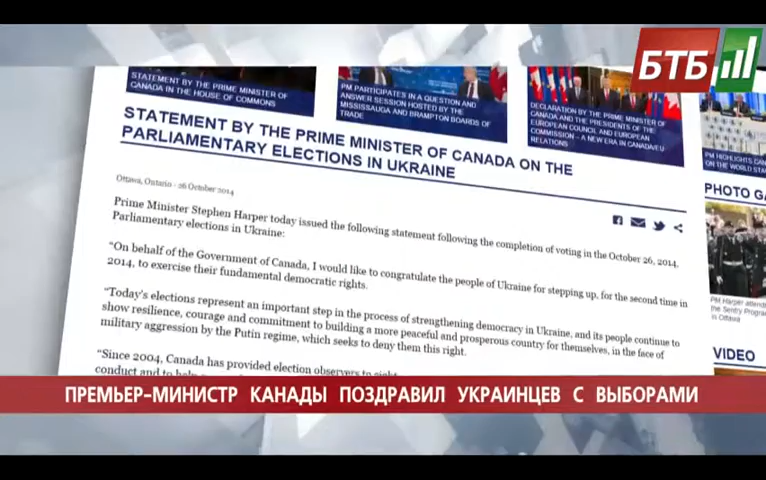 БТБ
STATEMENT BY THE PRIME MINISTER OF
CANADA IN THE HOUSE OF COMMONS
PM PARTICIPATES IN A QUESTION AND
ANSWER SESSION HOSTED BY THE
MISSISSAUGA AND BRAMPTON BOARDS OF
TRADE
DECLARATION BY THE PRIME MINISTER OF
CANADA AND THE PRESIDENTS OF THE
EUROPEAN COUNCIL AND EUROPEAN
COMMISSION – A NEW ERA IN CANADA/EU
RELATIONS
PM HIGHLIGHTS CAN
ON THE WORLD STA
STATEMENT BY THE PRIME MINISTER OF CANADA ON THE
PARLIAMENTARY ELECTIONS IN UKRAINE
PHOTO GA
Ottawa, Ontario - 26 October 2014
Prime Minister Stephen Harper today issued the following statement following the completion of voting in the October 26, 2014,
Parliamentary elections in Ukraine:
“On behalf of the Government of Canada, I would like to congratulate the people of Ukraine for stepping up, for the second time in
2014, to exercise their fundamental democratic rights.
“Today’s elections represent an important step in the process of strengthening democracy in Ukraine, and its people continue to
show resilience, courage and commitment to building a more peaceful and prosperous country for themselves, in the face of
military aggression by the Putin regime, which seeks to deny them this right.
“Since 2004, Canada has provided election observers to
conduct and to
PM Harper attend
the Sentry Progra
in Ottawa
VIDEO
ПРЕМЬЕР-МИНИСТР КАНАДЫ ПОЗДРАВИЛ УКРАИНЦЕВ С ВЫБОРАМИ